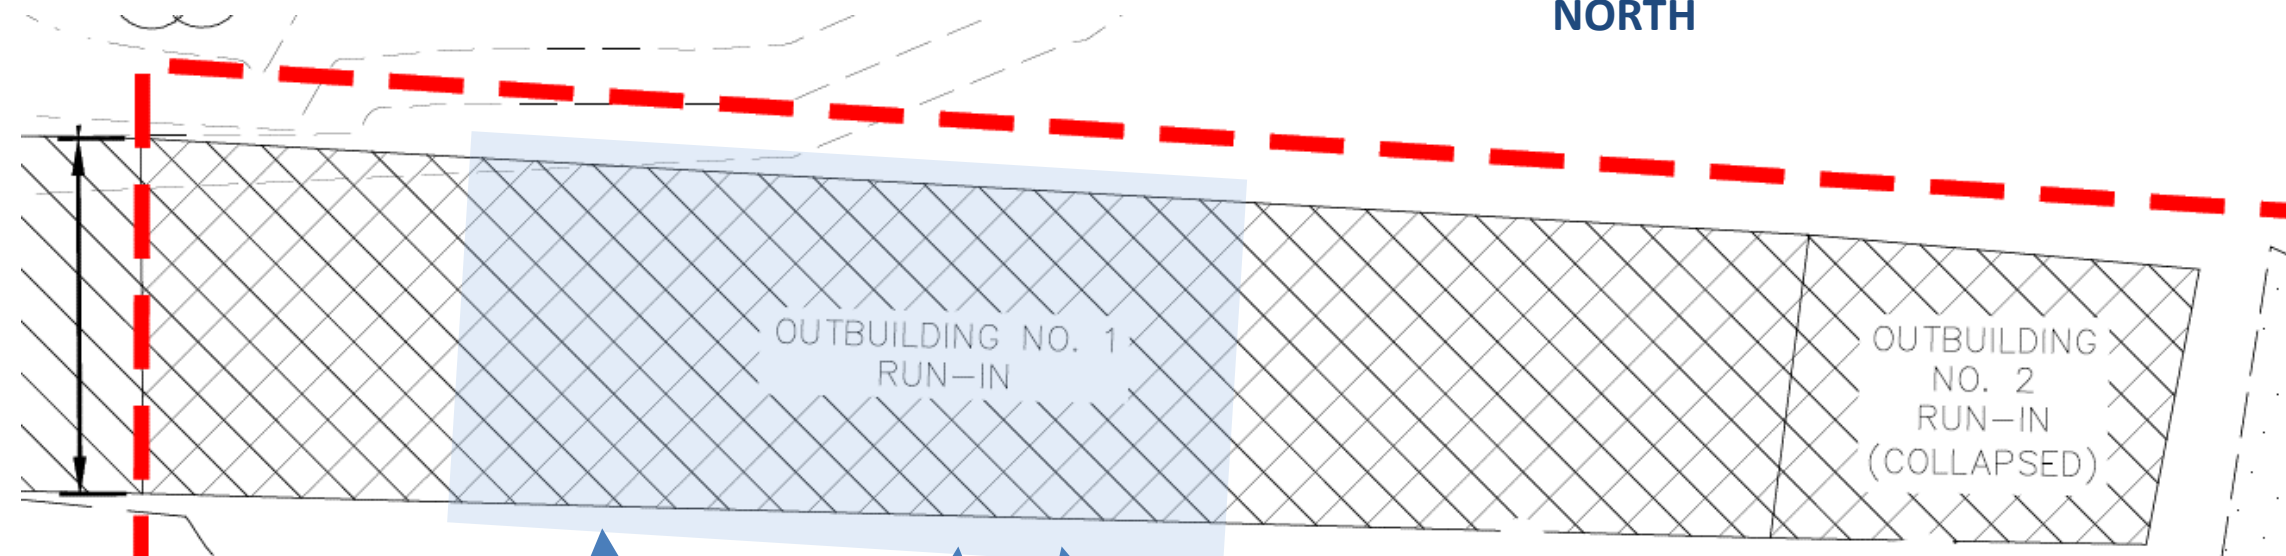 NORTH
OUTBUILDING NO. 1
RUN-IN
OUTBUILDING
NO. 2
RUN-IN
(COLLAPSED)